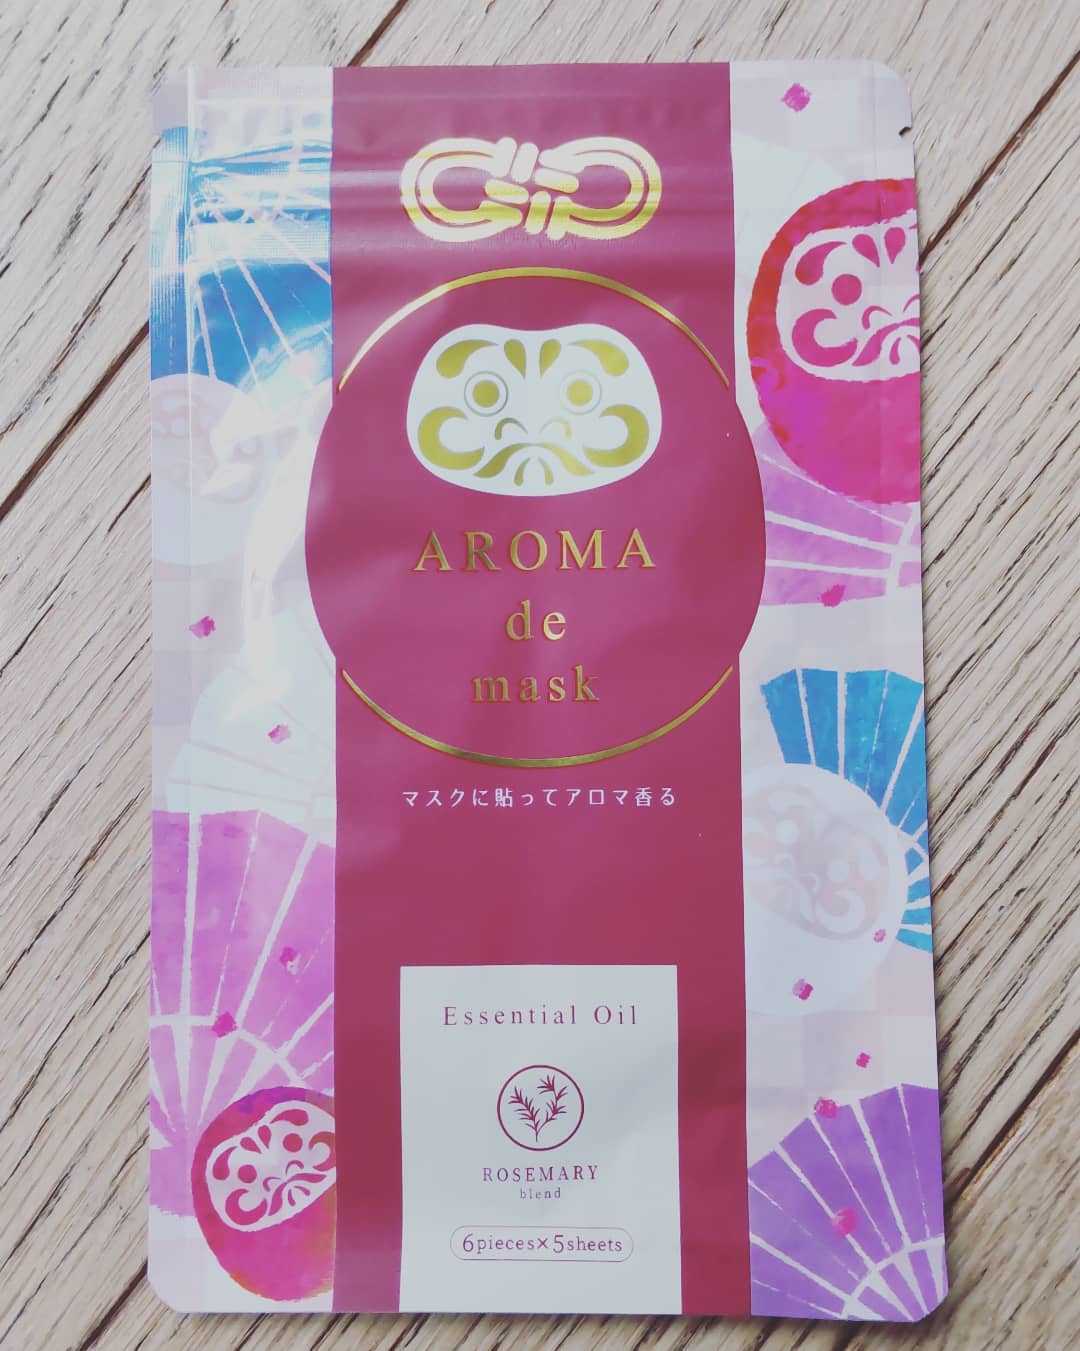 AROMA
de
mask
マスクに貼ってアロマ香る
Essential Oil
ROSEMARY
blend
6pieces×5sheets